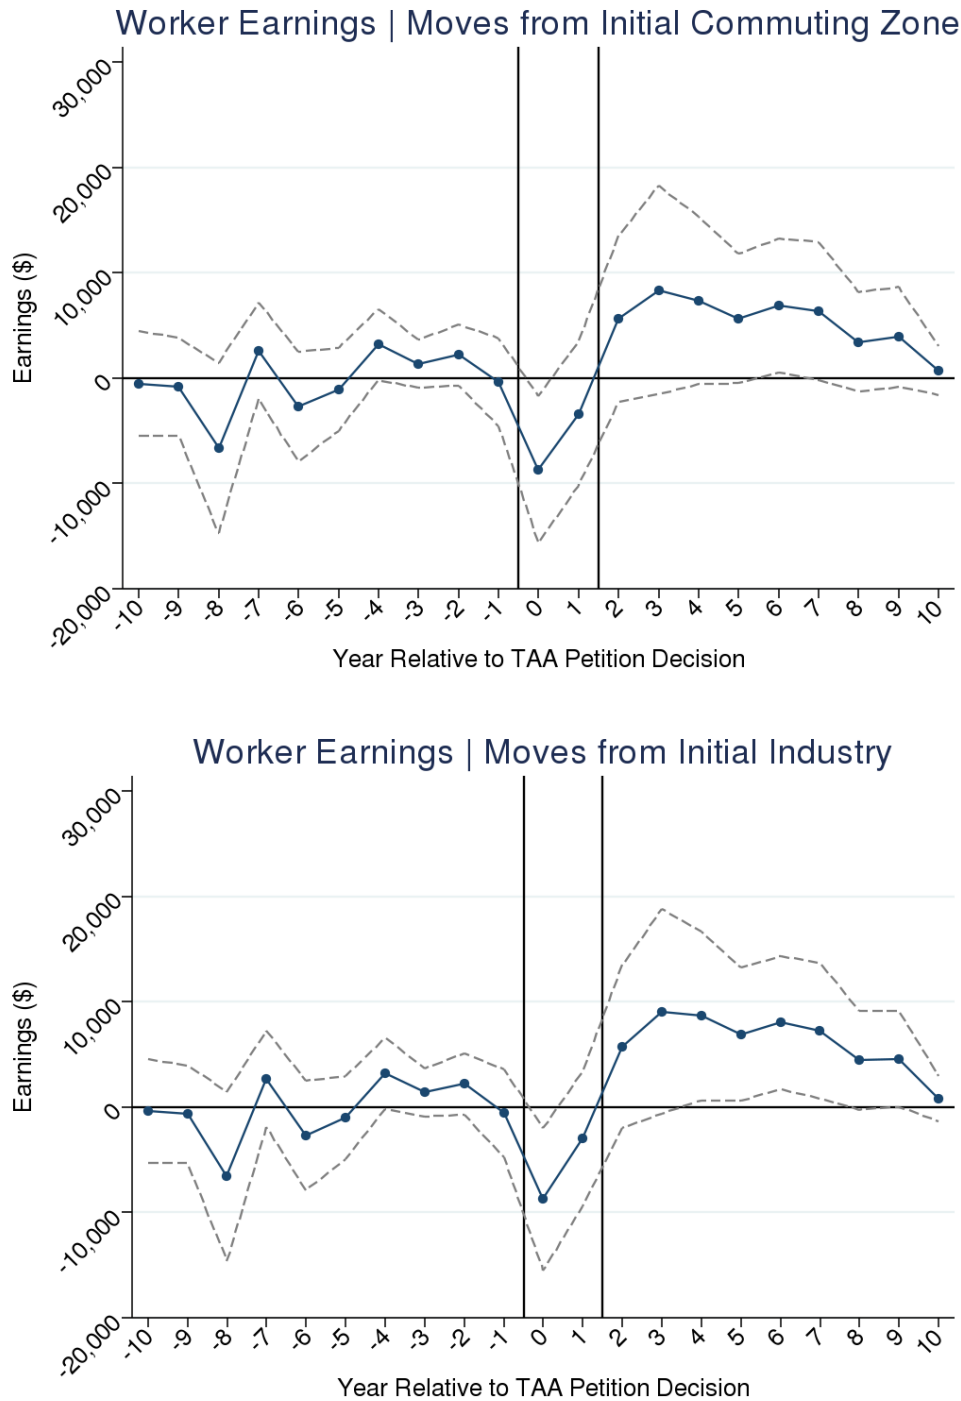 Worker Earnings | Moves from Initial Commuting Zone
30,000
20,000
10,000
0
-10,000
-20,000
Earnings ($)
-10 -9 -8 -7 -6 -5 -4 -3 -2 -1 0 1 2 3 4 5 6 7 8 9 10
Year Relative to TAA Petition Decision
Worker Earnings | Moves from Initial Industry
30,000
20,000
10,000
0
-10,000
-20,000
Earnings ($)
-10 -9 -8 -7 -6 -5 -4 -3 -2 -1 0 1 2 3 4 5 6 7 8 9 10
Year Relative to TAA Petition Decision